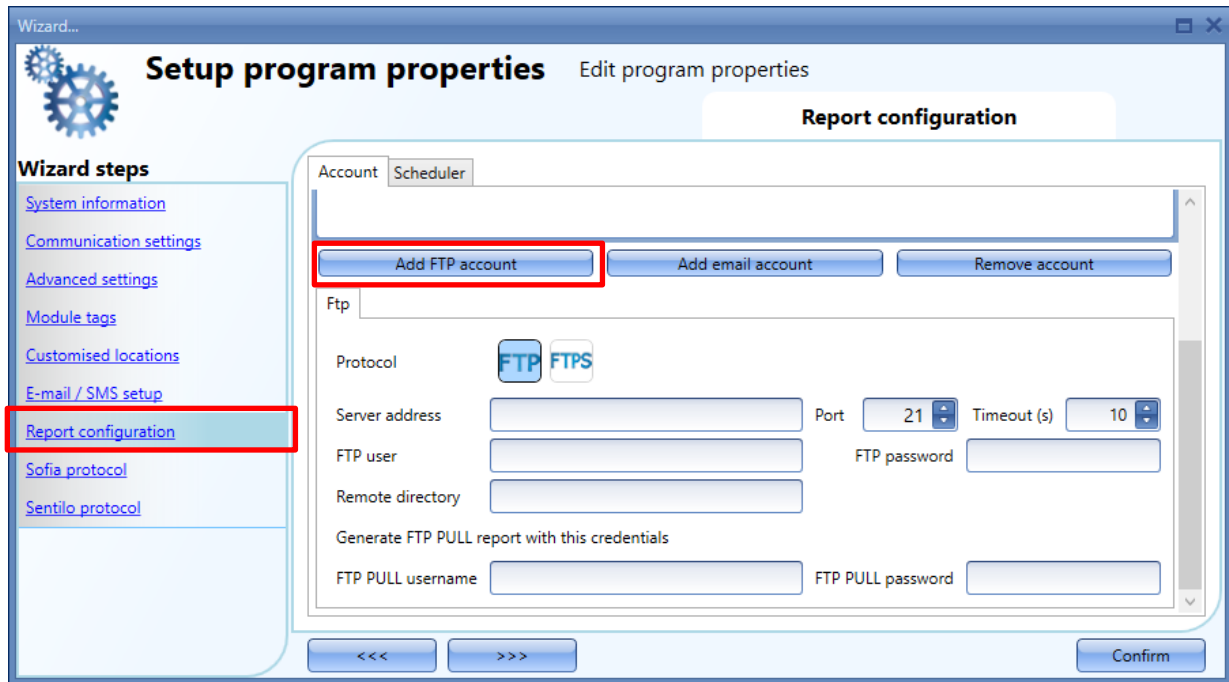 Wizard...
Setup program properties Edit program properties
Report configuration
Wizard steps
System information
Communication settings
Advanced settings
Module tags
Customised locations
E-mail / SMS setup
Report configuration
Sofia protocol
Sentilo protocol
Account Scheduler
Add FTP account Add email account Remove account
Ftp
Protocol FTP FTPS
Server address Port 21 Timeout (s) 10
FTP user FTP password
Remote directory
Generate FTP PULL report with this credentials
FTP PULL username FTP PULL password
<<< >>> Confirm